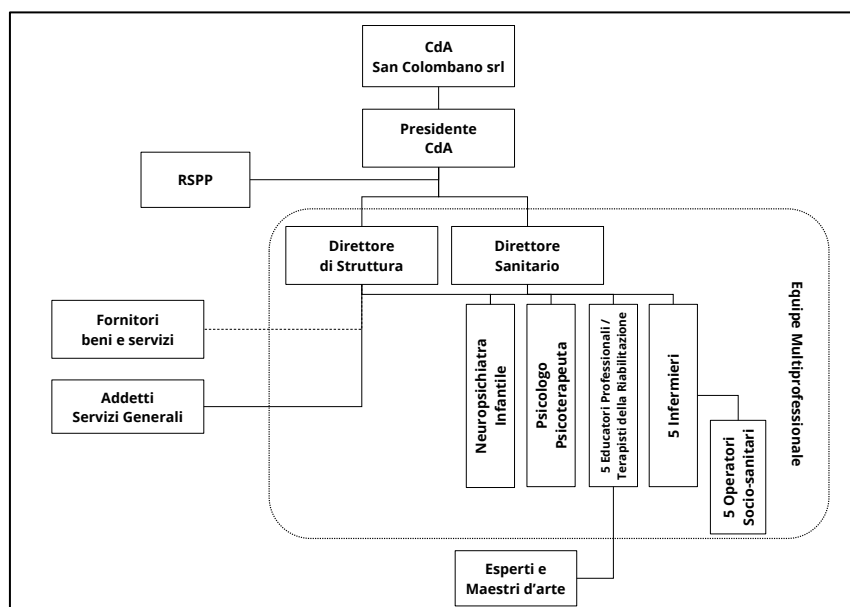 CdA
San Colombano srl
Presidente
CdA
RSPP
Direttore
di Struttura
Direttore
Sanitario
Fornitori
beni e servizi
Addetti
Servizi Generali
Neuropsichiatra
Infantile
Psicologo
Psicoterapeuta
5 Educatori Professionali /
Terapisti della Riabilitazione
5 Infermieri
5 Operatori
Socio-sanitari
Equipe Multiprofessionale
Esperti e
Maestri d'arte